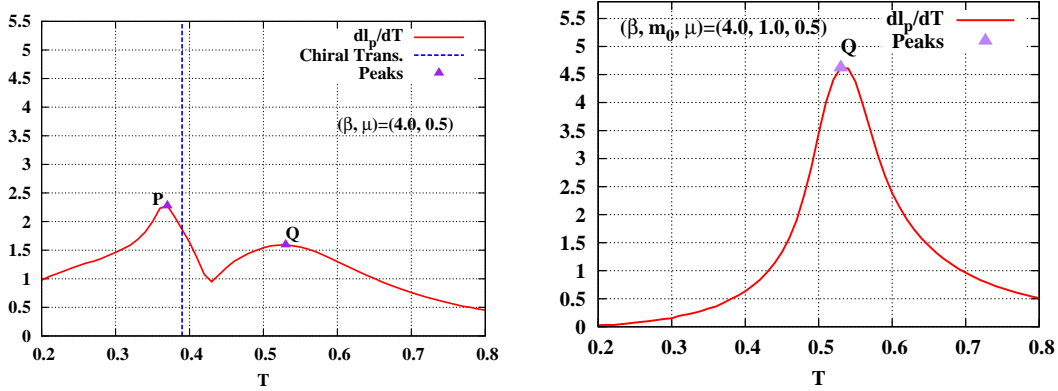 5.5
5
4.5
4
3.5
3
2.5
2
1.5
1
0.5
0
0.2 0.3 0.4 0.5 0.6 0.7 0.8
T
dl_p/dT
Chiral Trans.
Peaks
(β, μ)=(4.0, 0.5)
P
Q
5.5
5
4.5
4
3.5
3
2.5
2
1.5
1
0.5
0
0.2 0.3 0.4 0.5 0.6 0.7 0.8
T
(β, m_0, μ)=(4.0, 1.0, 0.5)
dl_p/dT
Peaks
Q